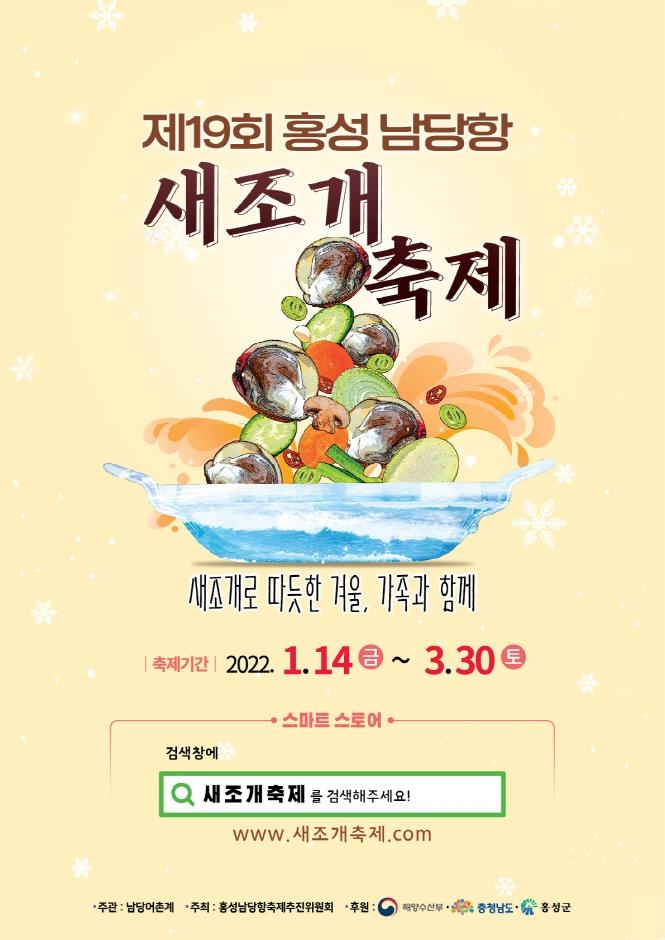 제19회 홍성 남당항
새조개
축제
새조개로 따듯한 겨울, 가족과 함께
| 축제기간 | 2022. 1.14 금 ~ 3.30 토
• 스마트 스토어 •
검색창에
새조개축제 를 검색해주세요!
www.새조개축제.com
•주관 : 남당어촌계 •주최 : 홍성남당항축제추진위원회 •후원 : 해양수산부 • 충청남도 • 홍성군